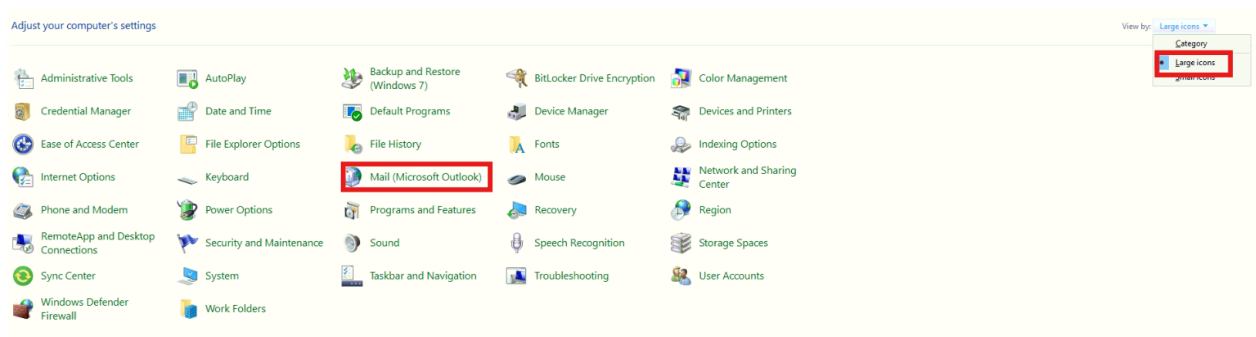 Adjust your computer's settings
View by: Large icons
Category
Large icons
Small icons
Administrative Tools
AutoPlay
Backup and Restore
(Windows 7)
BitLocker Drive Encryption
Color Management
Credential Manager
Date and Time
Default Programs
Device Manager
Devices and Printers
Ease of Access Center
File Explorer Options
File History
Fonts
Indexing Options
Internet Options
Keyboard
Mail (Microsoft Outlook)
Mouse
Network and Sharing
Center
Phone and Modem
Power Options
Programs and Features
Recovery
Region
RemoteApp and Desktop
Connections
Security and Maintenance
Sound
Speech Recognition
Storage Spaces
Sync Center
System
Taskbar and Navigation
Troubleshooting
User Accounts
Windows Defender
Firewall
Work Folders